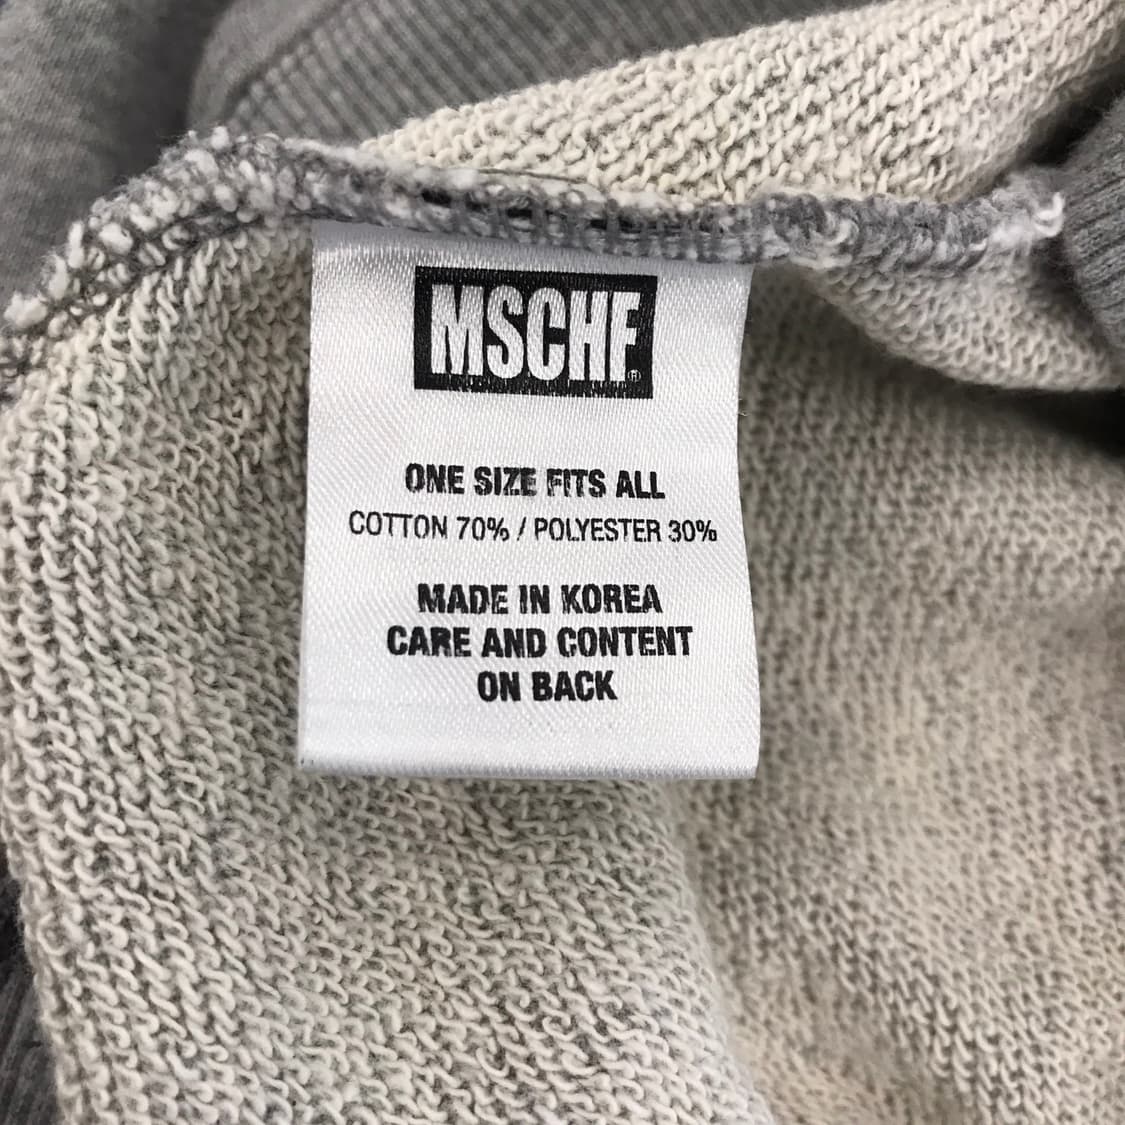 MSCHF®
ONE SIZE FITS ALL
COTTON 70% / POLYESTER 30%
MADE IN KOREA
CARE AND CONTENT
ON BACK